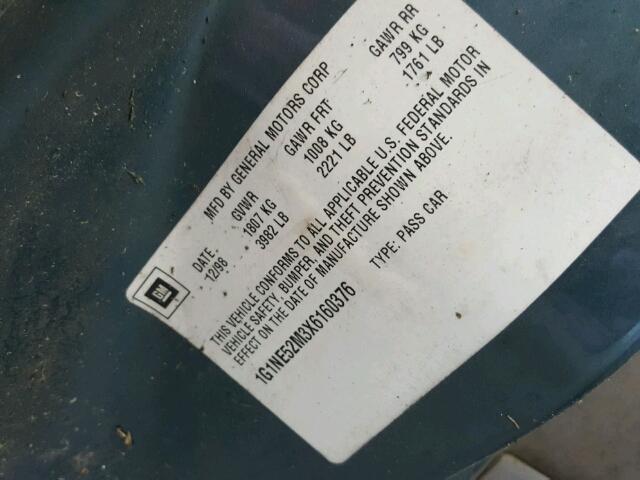 MFD BY GENERAL MOTORS CORP
DATE GVWR GAWR FRT GAWR RR
12/98 1807 KG 1008 KG 799 KG
3982 LB 2221 LB 1761 LB
THIS VEHICLE CONFORMS TO ALL APPLICABLE U.S. FEDERAL MOTOR
VEHICLE SAFETY, BUMPER, AND THEFT PREVENTION STANDARDS IN
EFFECT ON THE DATE OF MANUFACTURE SHOWN ABOVE.
1G1NE52M3X6160376 TYPE: PASS CAR
GM